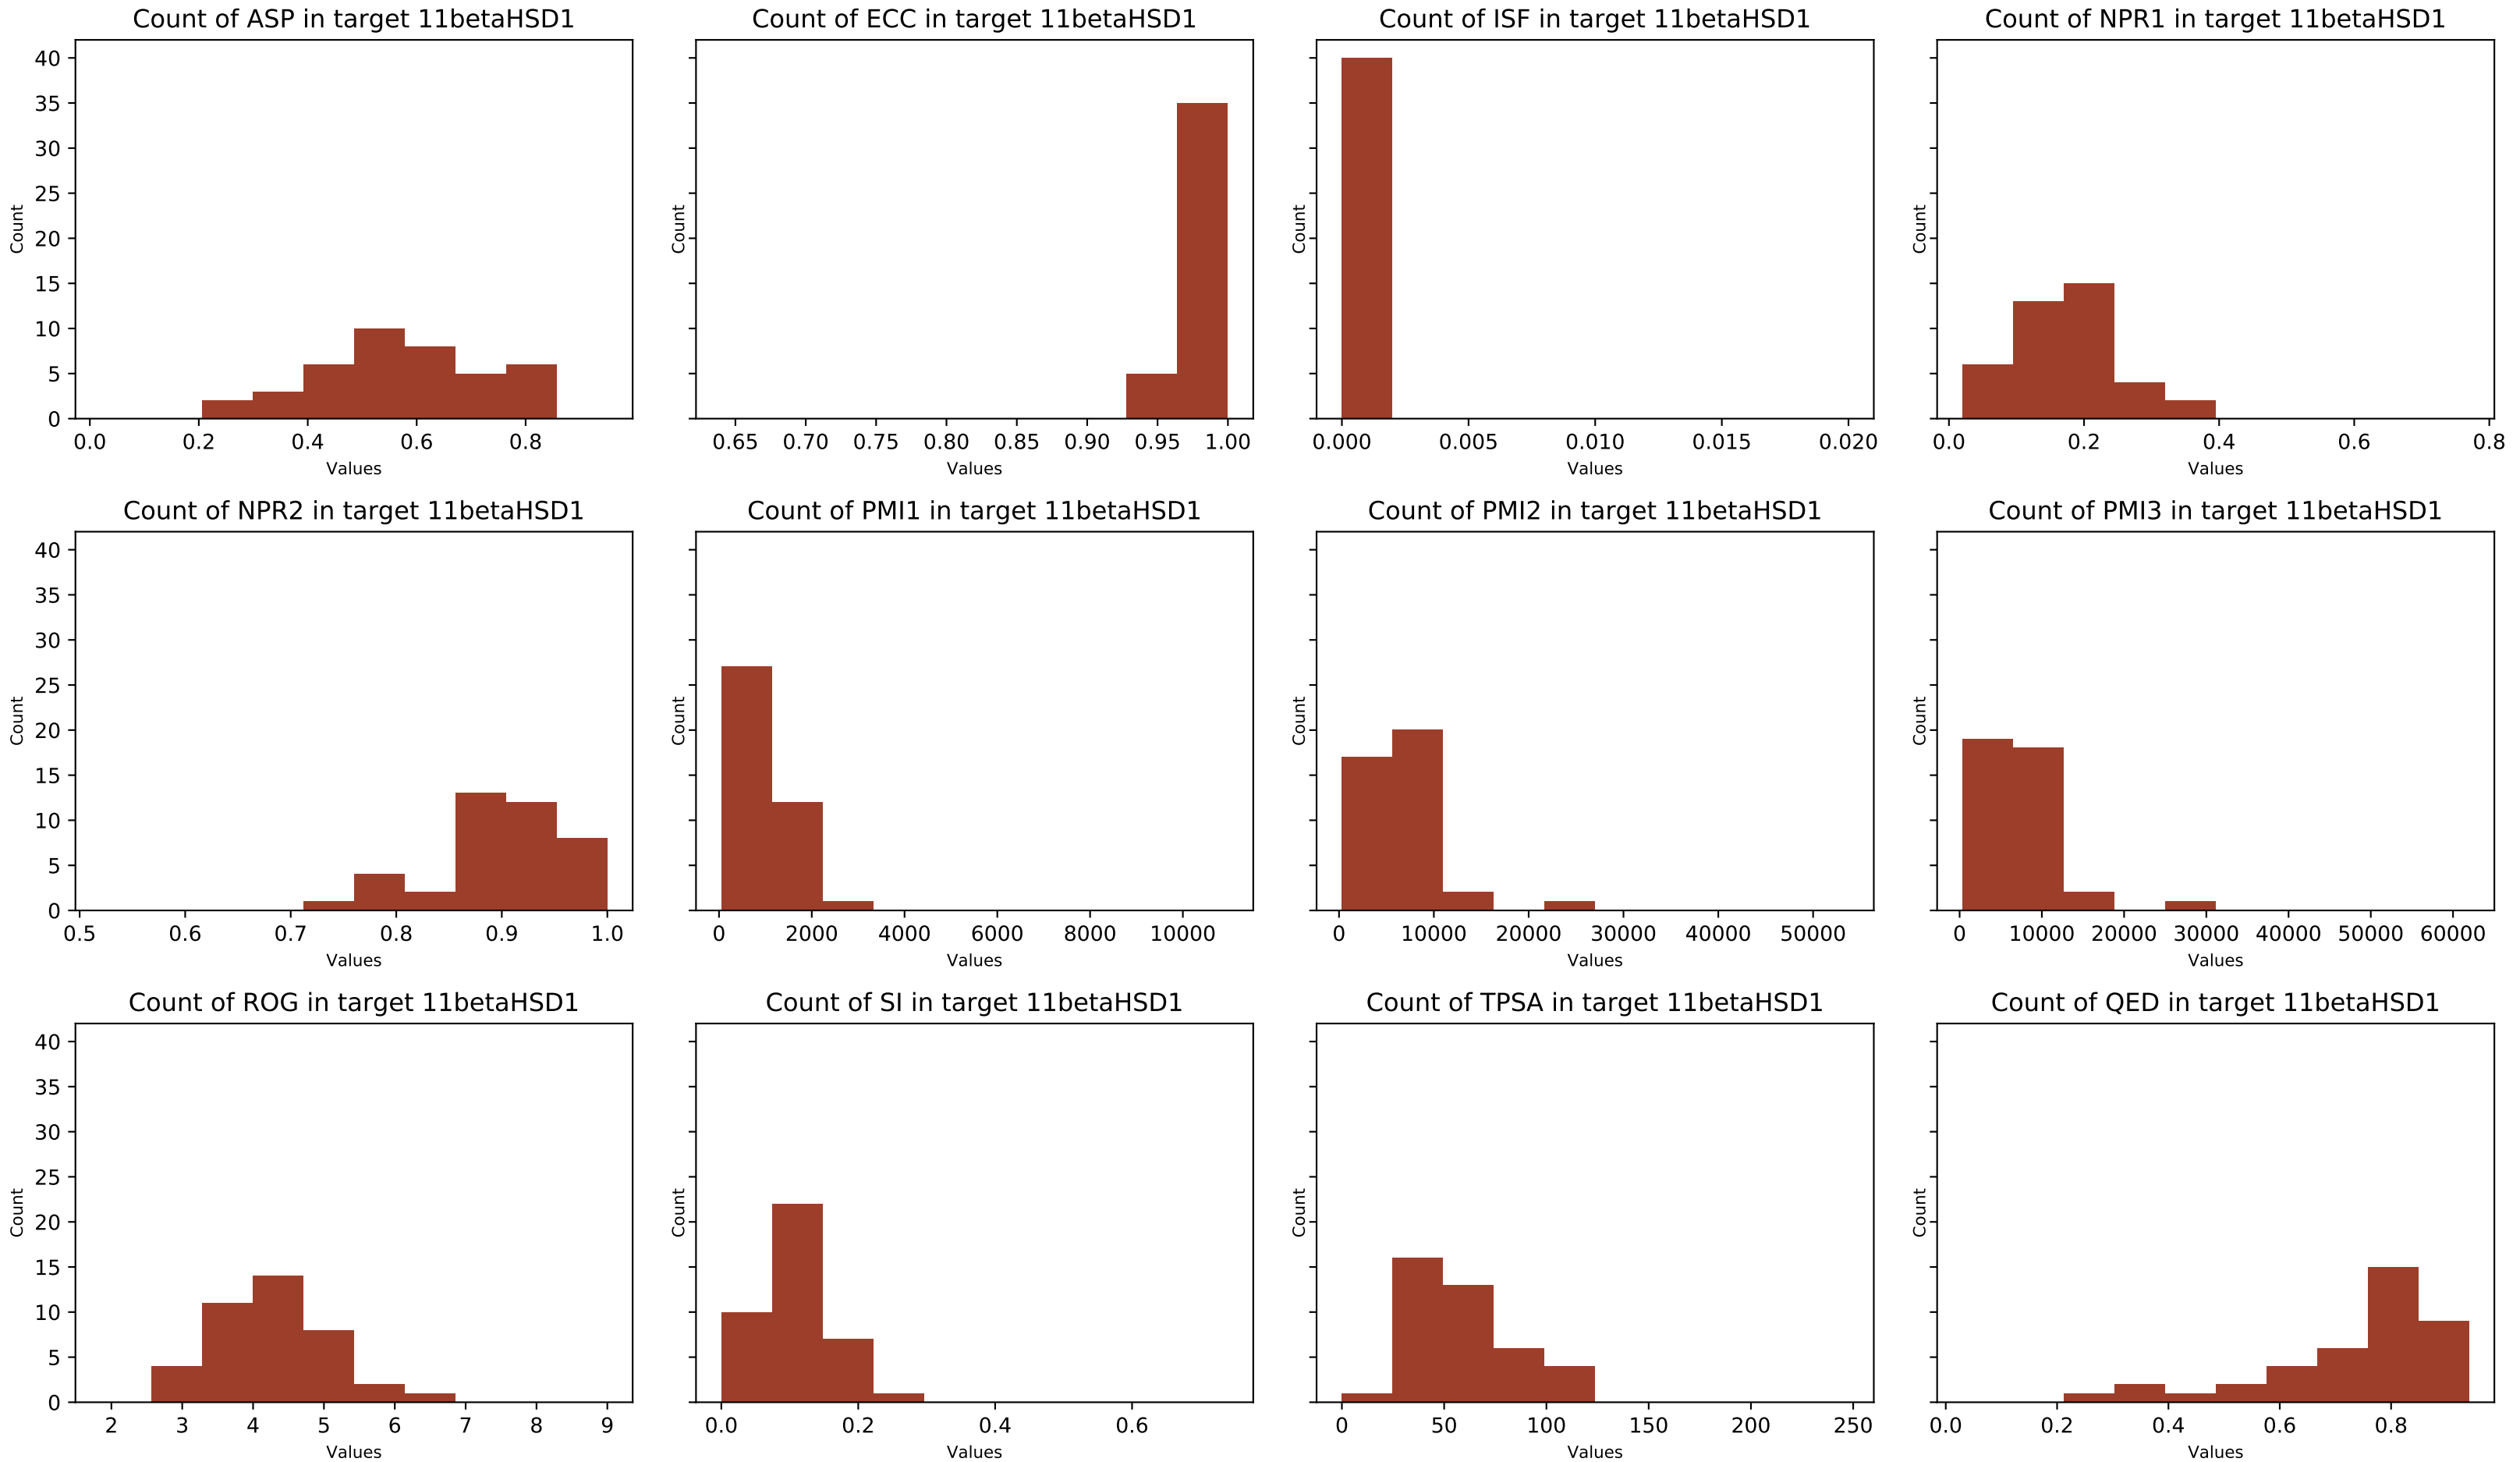 Count of ASP in target 11betaHSD1
Count
40
35
30
25
20
15
10
5
0
0.0 0.2 0.4 0.6 0.8
Values
Count of ECC in target 11betaHSD1
Count
0.65 0.70 0.75 0.80 0.85 0.90 0.95 1.00
Values
Count of ISF in target 11betaHSD1
Count
0.000 0.005 0.010 0.015 0.020
Values
Count of NPR1 in target 11betaHSD1
Count
0.0 0.2 0.4 0.6 0.8
Values
Count of NPR2 in target 11betaHSD1
Count
40
35
30
25
20
15
10
5
0
0.5 0.6 0.7 0.8 0.9 1.0
Values
Count of PMI1 in target 11betaHSD1
Count
0 2000 4000 6000 8000 10000
Values
Count of PMI2 in target 11betaHSD1
Count
0 10000 20000 30000 40000 50000
Values
Count of PMI3 in target 11betaHSD1
Count
0 10000 20000 30000 40000 50000 60000
Values
Count of ROG in target 11betaHSD1
Count
40
35
30
25
20
15
10
5
0
2 3 4 5 6 7 8 9
Values
Count of SI in target 11betaHSD1
Count
0.0 0.2 0.4 0.6
Values
Count of TPSA in target 11betaHSD1
Count
0 50 100 150 200 250
Values
Count of QED in target 11betaHSD1
Count
0.0 0.2 0.4 0.6 0.8
Values